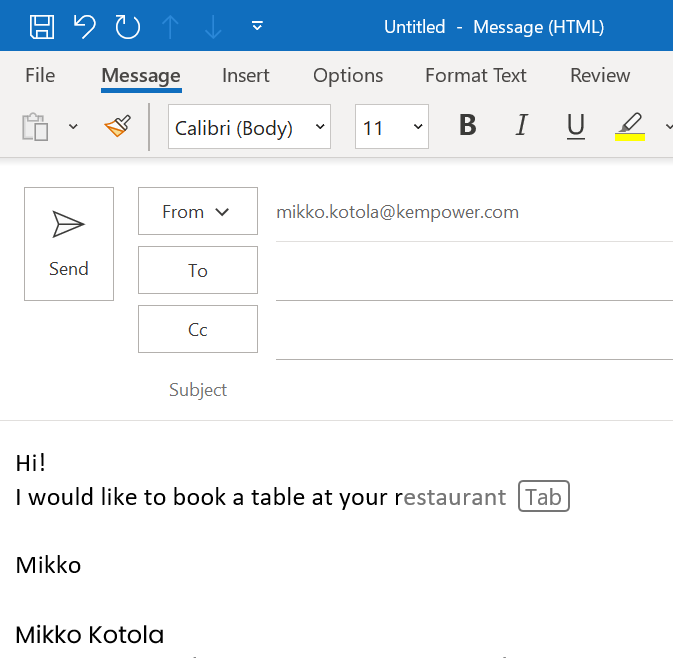 Untitled - Message (HTML)
File Message Insert Options Format Text Review
Calibri (Body) 11 B I U
From mikko.kotola@kempower.com
Send
To
Cc
Subject
Hi!
I would like to book a table at your restaurant Tab
Mikko
Mikko Kotola